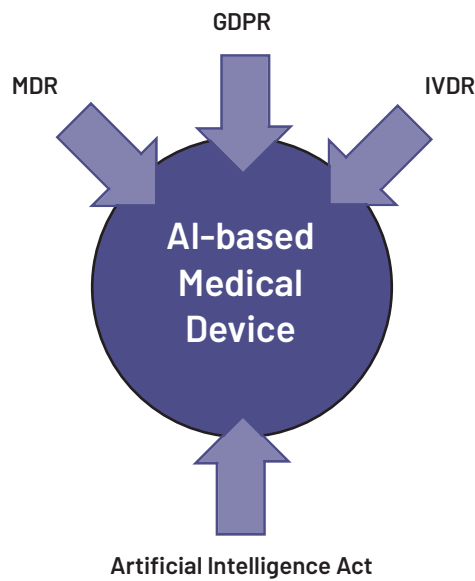 GDPR
MDR
IVDR
AI-based
Medical
Device
Artificial Intelligence Act